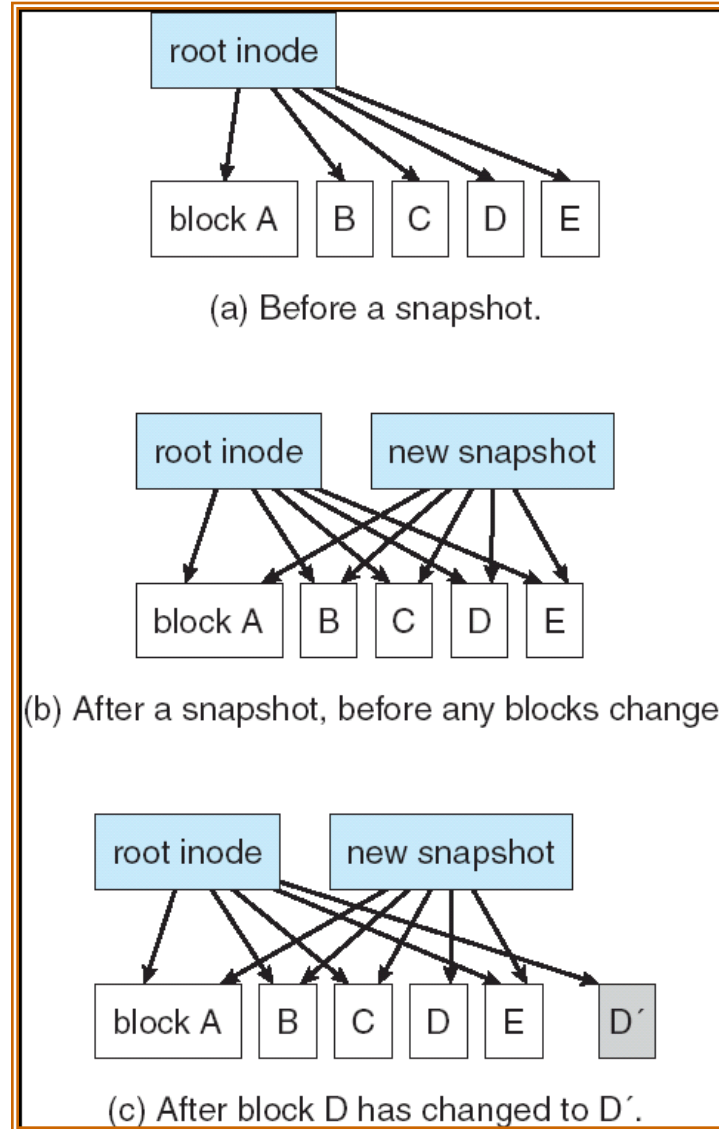 root inode
block A B C D E
(a) Before a snapshot.
root inode new snapshot
block A B C D E
(b) After a snapshot, before any blocks change
root inode new snapshot
block A B C D E D´
(c) After block D has changed to D´.